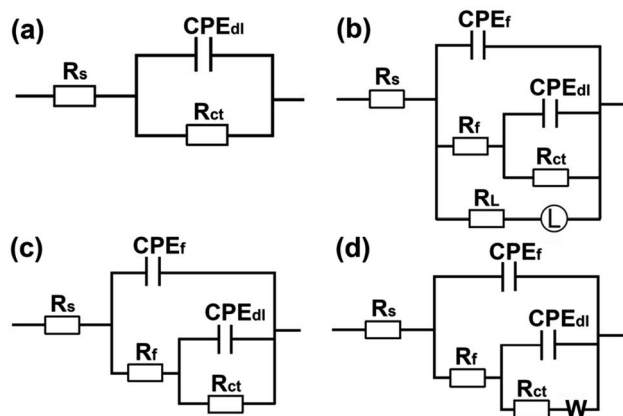 (a)
CPEdl
Rs
Rct
(b)
CPEf
Rs
CPEdl
Rf
Rct
RL
L
(c)
CPEf
Rs
CPEdl
Rf
Rct
(d)
CPEf
Rs
CPEdl
Rf
Rct
W